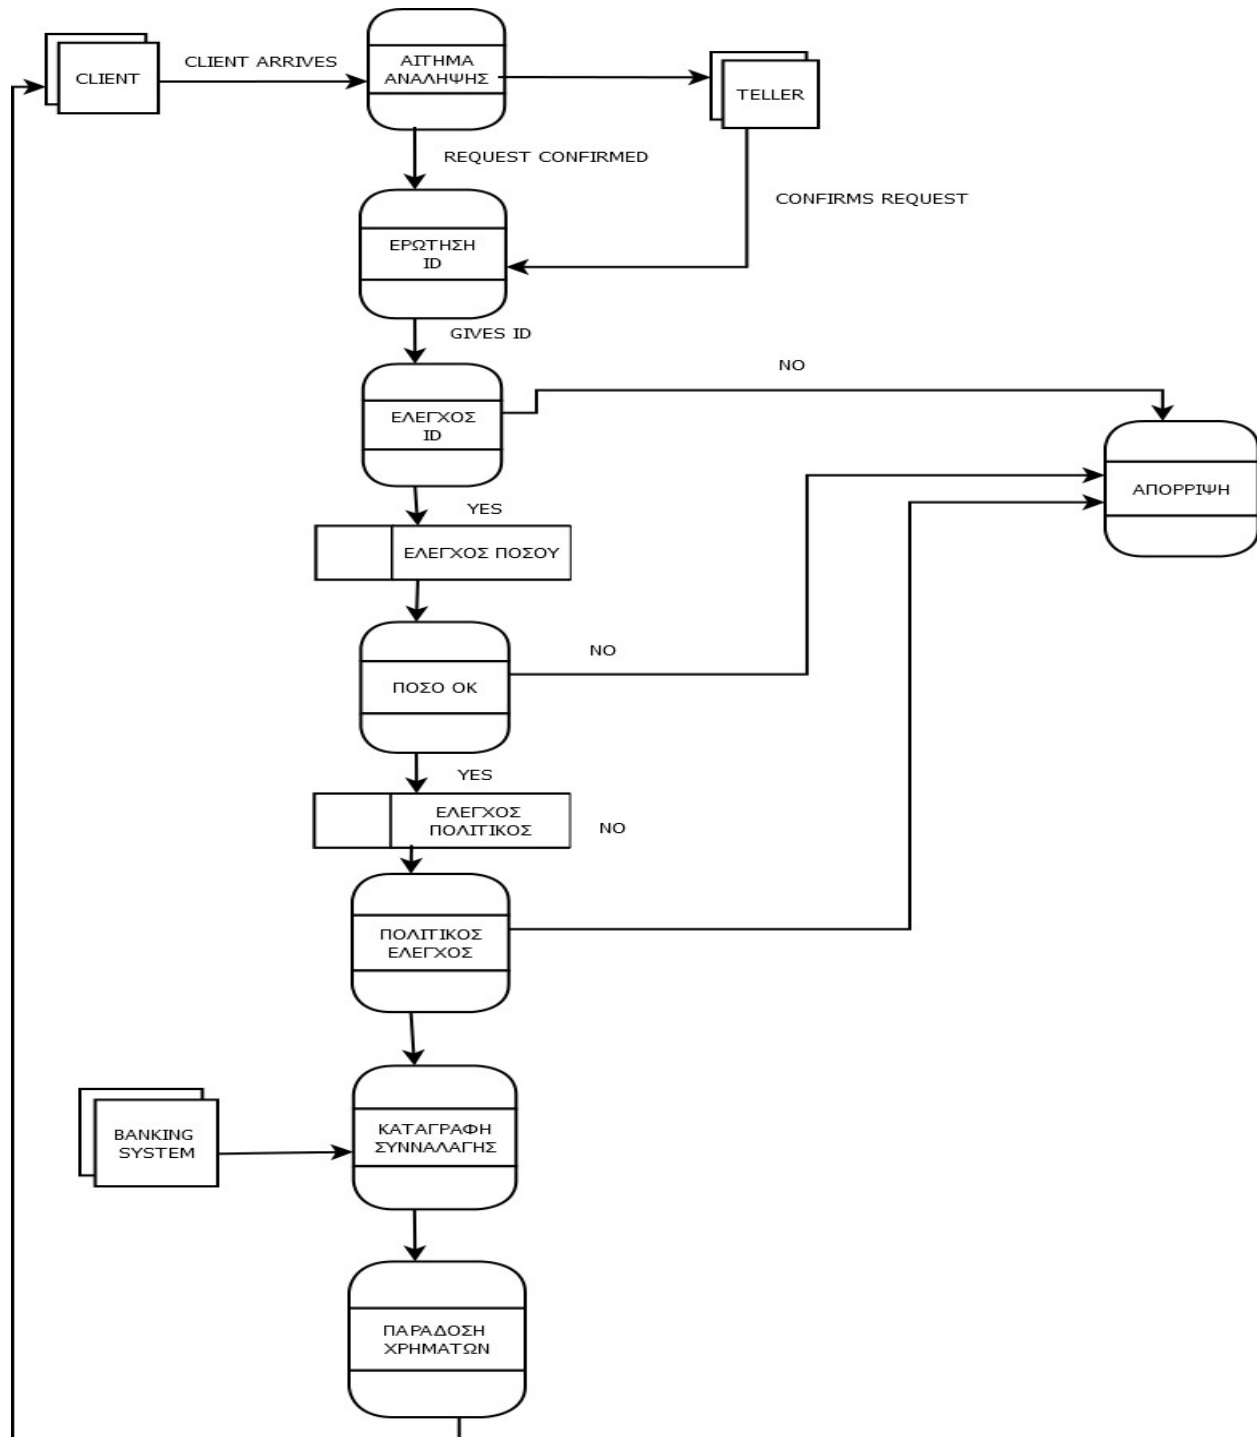 CLIENT
CLIENT ARRIVES
ΑΙΤΗΜΑ
ΑΝΑΛΗΨΗΣ
TELLER
REQUEST CONFIRMED
CONFIRMS REQUEST
ΕΡΩΤΗΣΗ
ID
GIVES ID
NO
ΕΛΕΓΧΟΣ
ID
ΑΠΟΡΡΙΨΗ
YES
ΕΛΕΓΧΟΣ ΠΟΣΟΥ
NO
ΠΟΣΟ ΟΚ
YES
ΕΛΕΓΧΟΣ
ΠΟΛΙΤΙΚΟΣ
NO
ΠΟΛΙΤΙΚΟΣ
ΕΛΕΓΧΟΣ
BANKING
SYSTEM
ΚΑΤΑΓΡΑΦΗ
ΣΥΝΝΑΛΑΓΗΣ
ΠΑΡΑΔΟΣΗ
ΧΡΗΜΑΤΩΝ